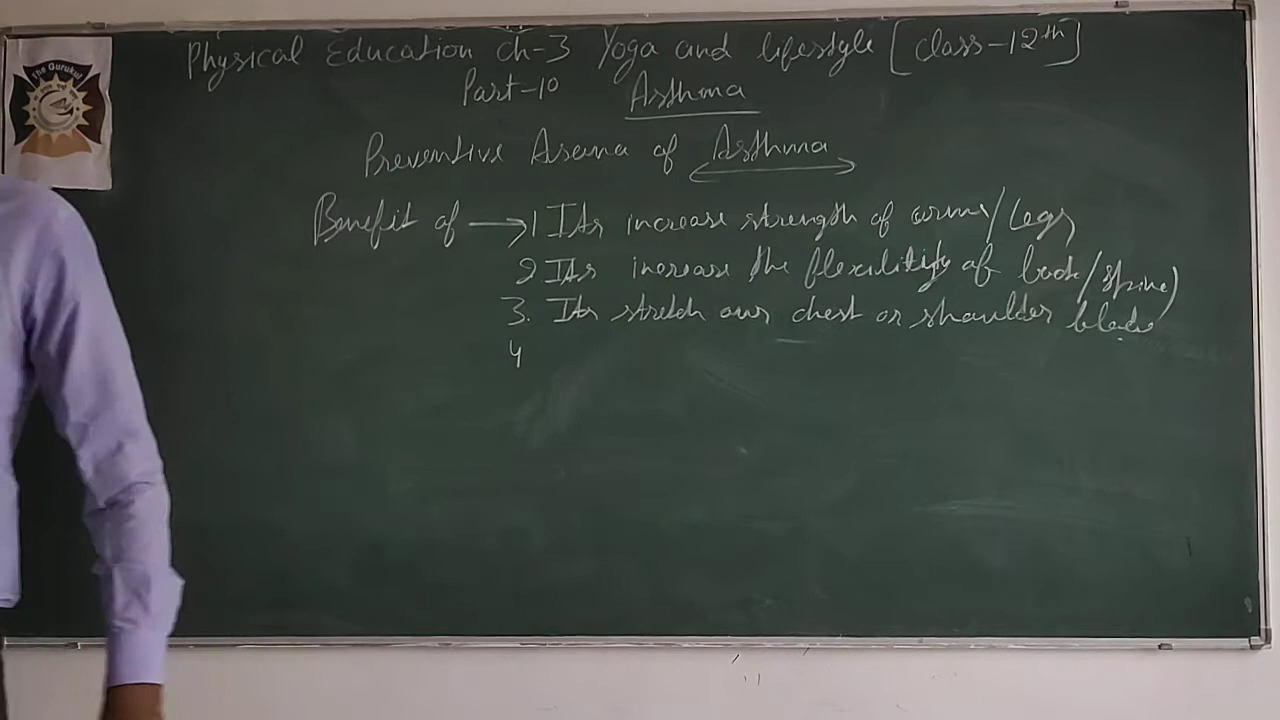 The Gurukul
Physical Education Ch-3 Yoga and lifestyle [Class-12th]
Part-10 Asthma
Preventive Asana of Asthma
Benefit of → 1 Its increase strength of arms/Legs
2 Its increase the flexibility of back/spine)
3. Its stretch our chest or shoulder blade
4